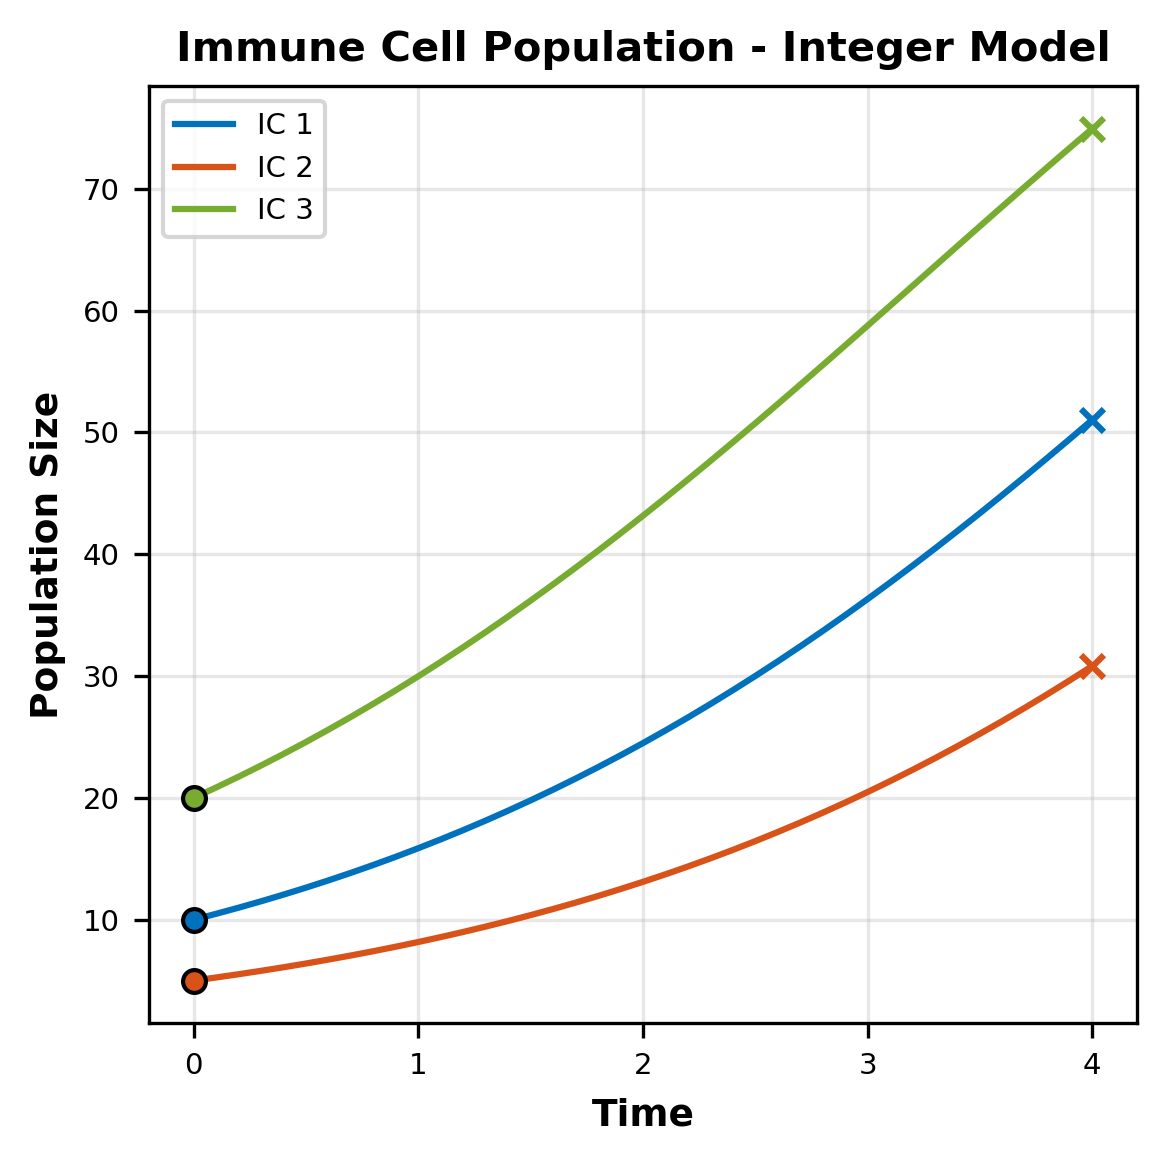 Immune Cell Population - Integer Model
IC 1
IC 2
IC 3
Population Size
70
60
50
40
30
20
10
0 1 2 3 4
Time